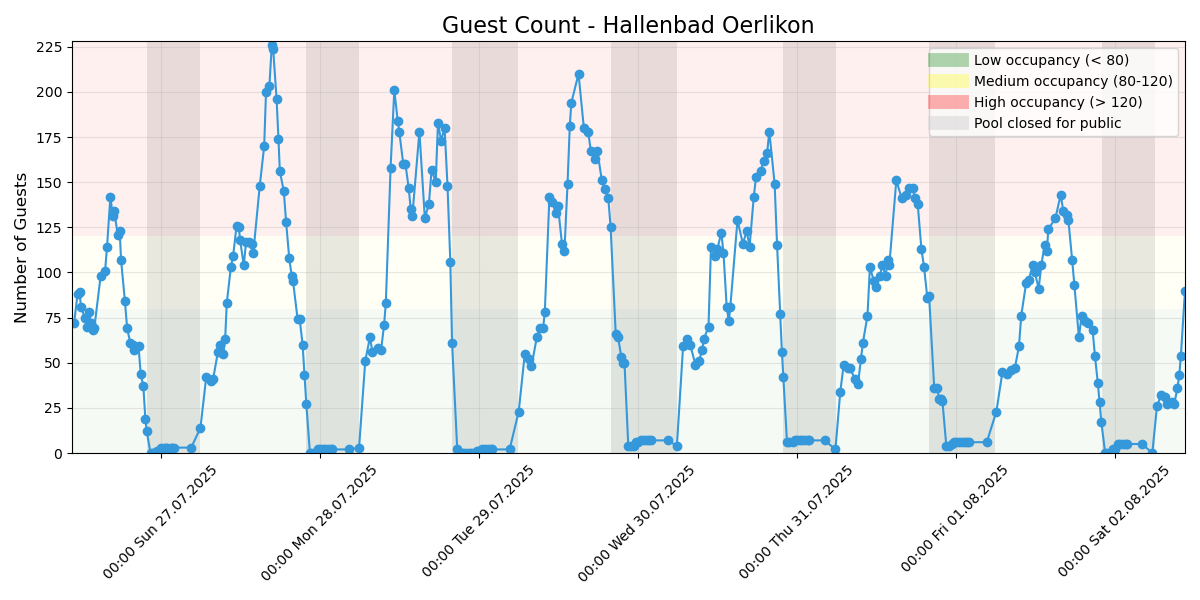 Guest Count - Hallenbad Oerlikon
Number of Guests
225
200
175
150
125
100
75
50
25
0
Low occupancy (< 80)
Medium occupancy (80-120)
High occupancy (> 120)
Pool closed for public
00:00 Sun 27.07.2025
00:00 Mon 28.07.2025
00:00 Tue 29.07.2025
00:00 Wed 30.07.2025
00:00 Thu 31.07.2025
00:00 Fri 01.08.2025
00:00 Sat 02.08.2025